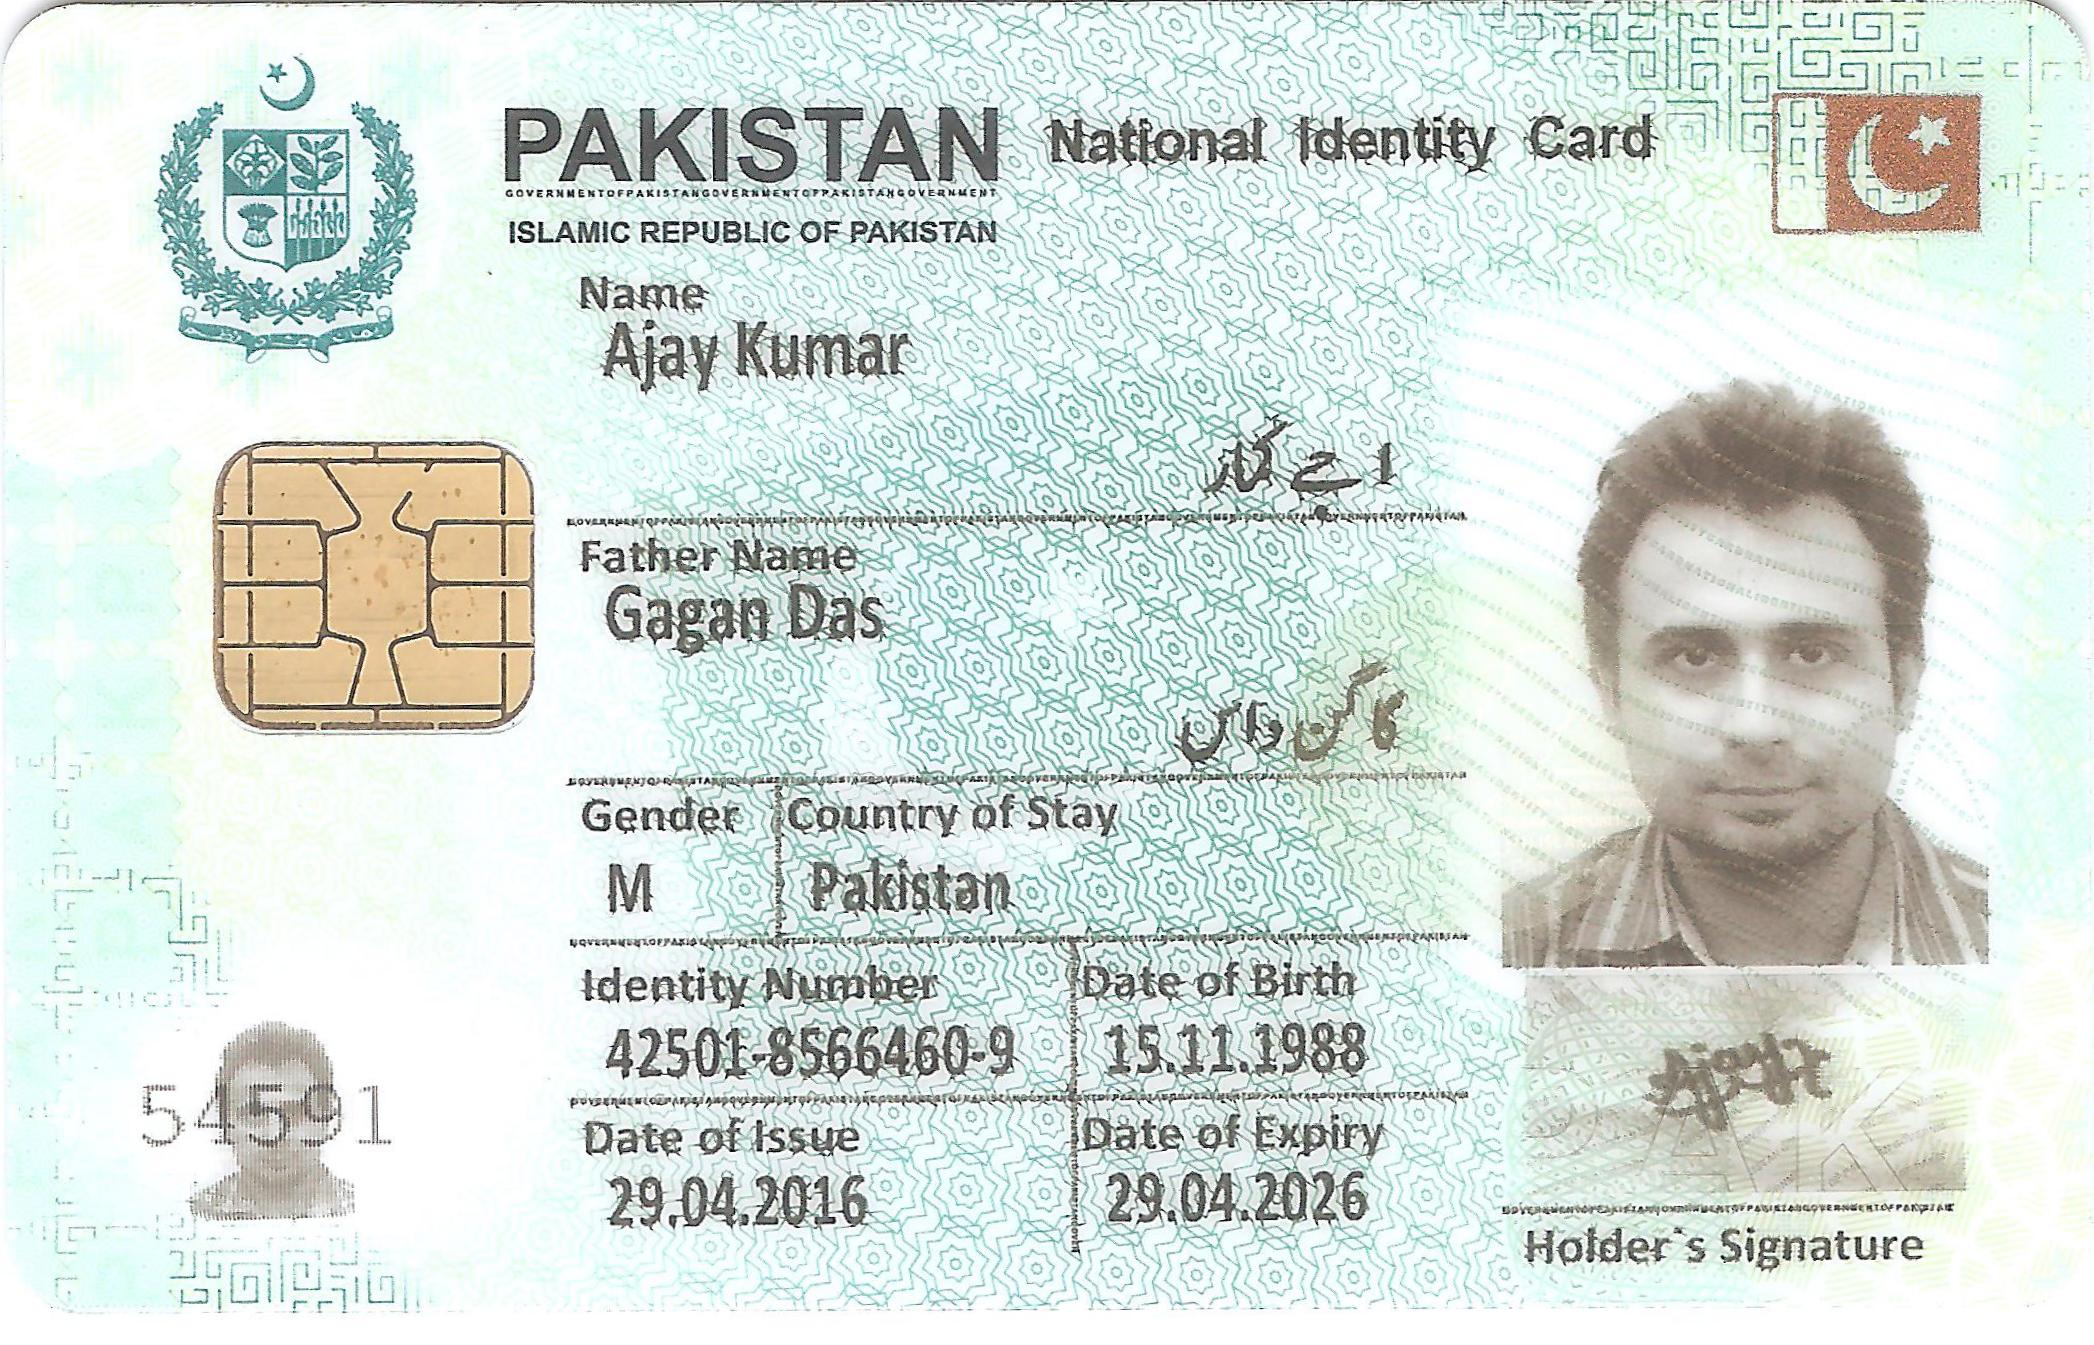 PAKISTAN National Identity Card
ISLAMIC REPUBLIC OF PAKISTAN
Name
Ajay Kumar
اجے کمار
Father Name
Gagan Das
گگن داس
Gender Country of Stay
M Pakistan
Identity Number Date of Birth
42501-8566460-9 15.11.1988
Date of Issue Date of Expiry
29.04.2016 29.04.2026
54591
Holder's Signature